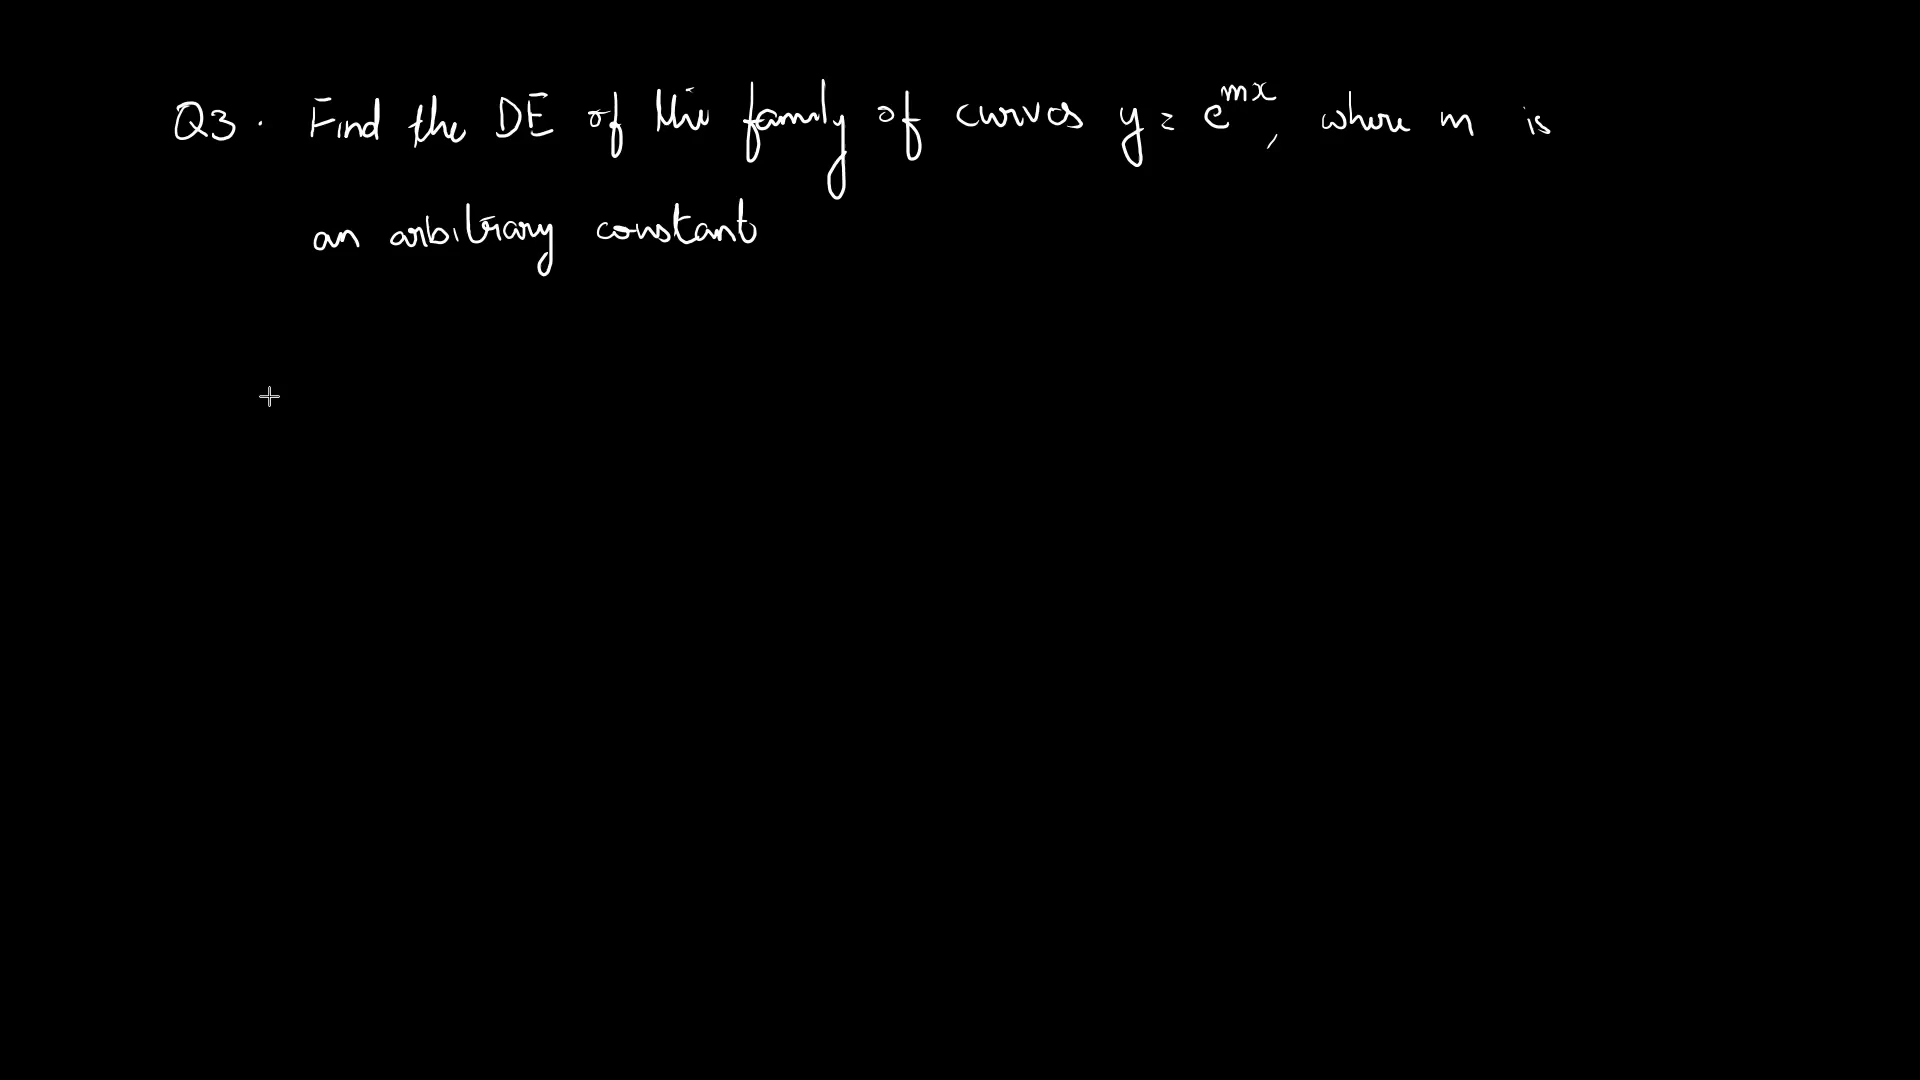 Q3. Find the DE of the family of curves y = e^{mx}, where m is
an arbitrary constant